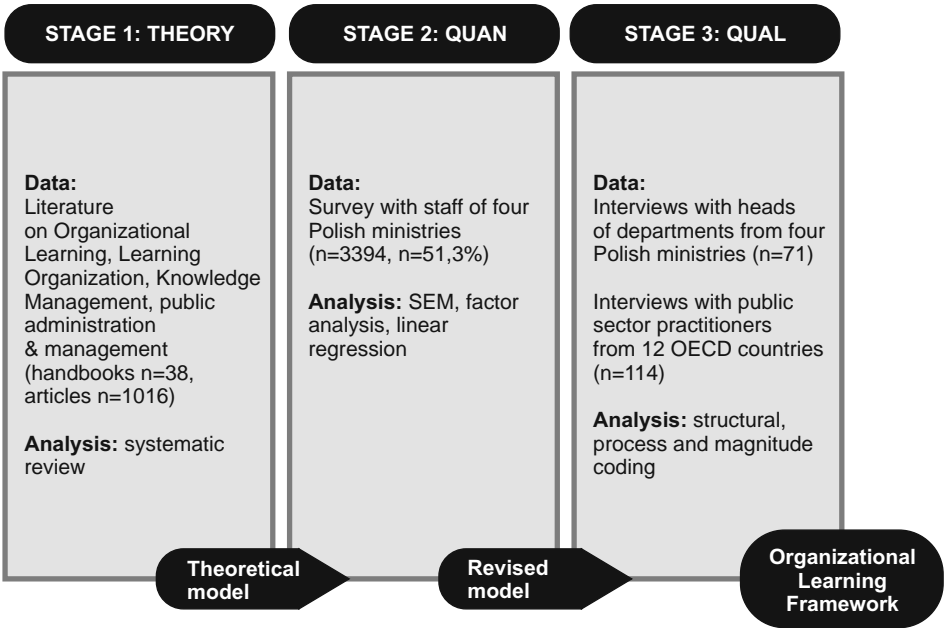 STAGE 1: THEORY
Data:
Literature
on Organizational
Learning, Learning
Organization, Knowledge
Management, public
administration
& management
(handbooks n=38,
articles n=1016)
Analysis: systematic
review
Theoretical
model
STAGE 2: QUAN
Data:
Survey with staff of four
Polish ministries
(n=3394, n=51,3%)
Analysis: SEM, factor
analysis, linear
regression
Revised
model
STAGE 3: QUAL
Data:
Interviews with heads
of departments from four
Polish ministries (n=71)
Interviews with public
sector practitioners
from 12 OECD countries
(n=114)
Analysis: structural,
process and magnitude
coding
Organizational
Learning
Framework